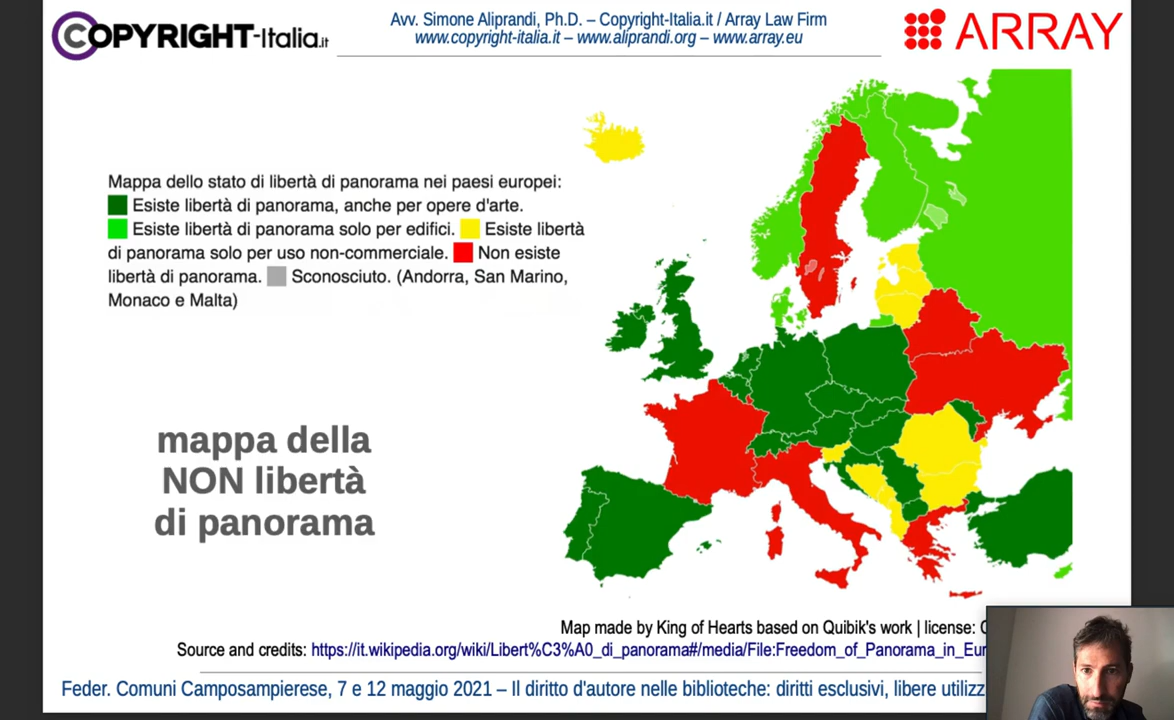 COPYRIGHT-Italia.it
Avv. Simone Aliprandi, Ph.D. – Copyright-Italia.it / Array Law Firm
www.copyright-italia.it – www.aliprandi.org – www.array.eu
ARRAY
Mappa dello stato di libertà di panorama nei paesi europei:
Esiste libertà di panorama, anche per opere d'arte.
Esiste libertà di panorama solo per edifici. Esiste libertà
di panorama solo per uso non-commerciale. Non esiste
libertà di panorama. Sconosciuto. (Andorra, San Marino,
Monaco e Malta)
mappa della
NON libertà
di panorama
Map made by King of Hearts based on Quibik's work | license:
Source and credits: https://it.wikipedia.org/wiki/Libert%C3%A0_di_panorama#/media/File:Freedom_of_Panorama_in_Eur
Feder. Comuni Camposampierese, 7 e 12 maggio 2021 – Il diritto d'autore nelle biblioteche: diritti esclusivi, libere utilizz